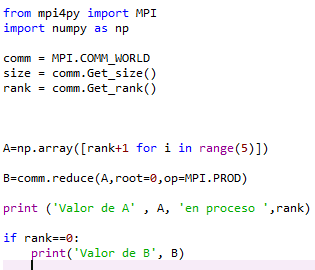 from mpi4py import MPI
import numpy as np
comm = MPI.COMM_WORLD
size = comm.Get_size()
rank = comm.Get_rank()
A=np.array([rank+1 for i in range(5)])
B=comm.reduce(A,root=0,op=MPI.PROD)
print ('Valor de A' , A, 'en proceso ',rank)
if rank==0:
    print('Valor de B', B)